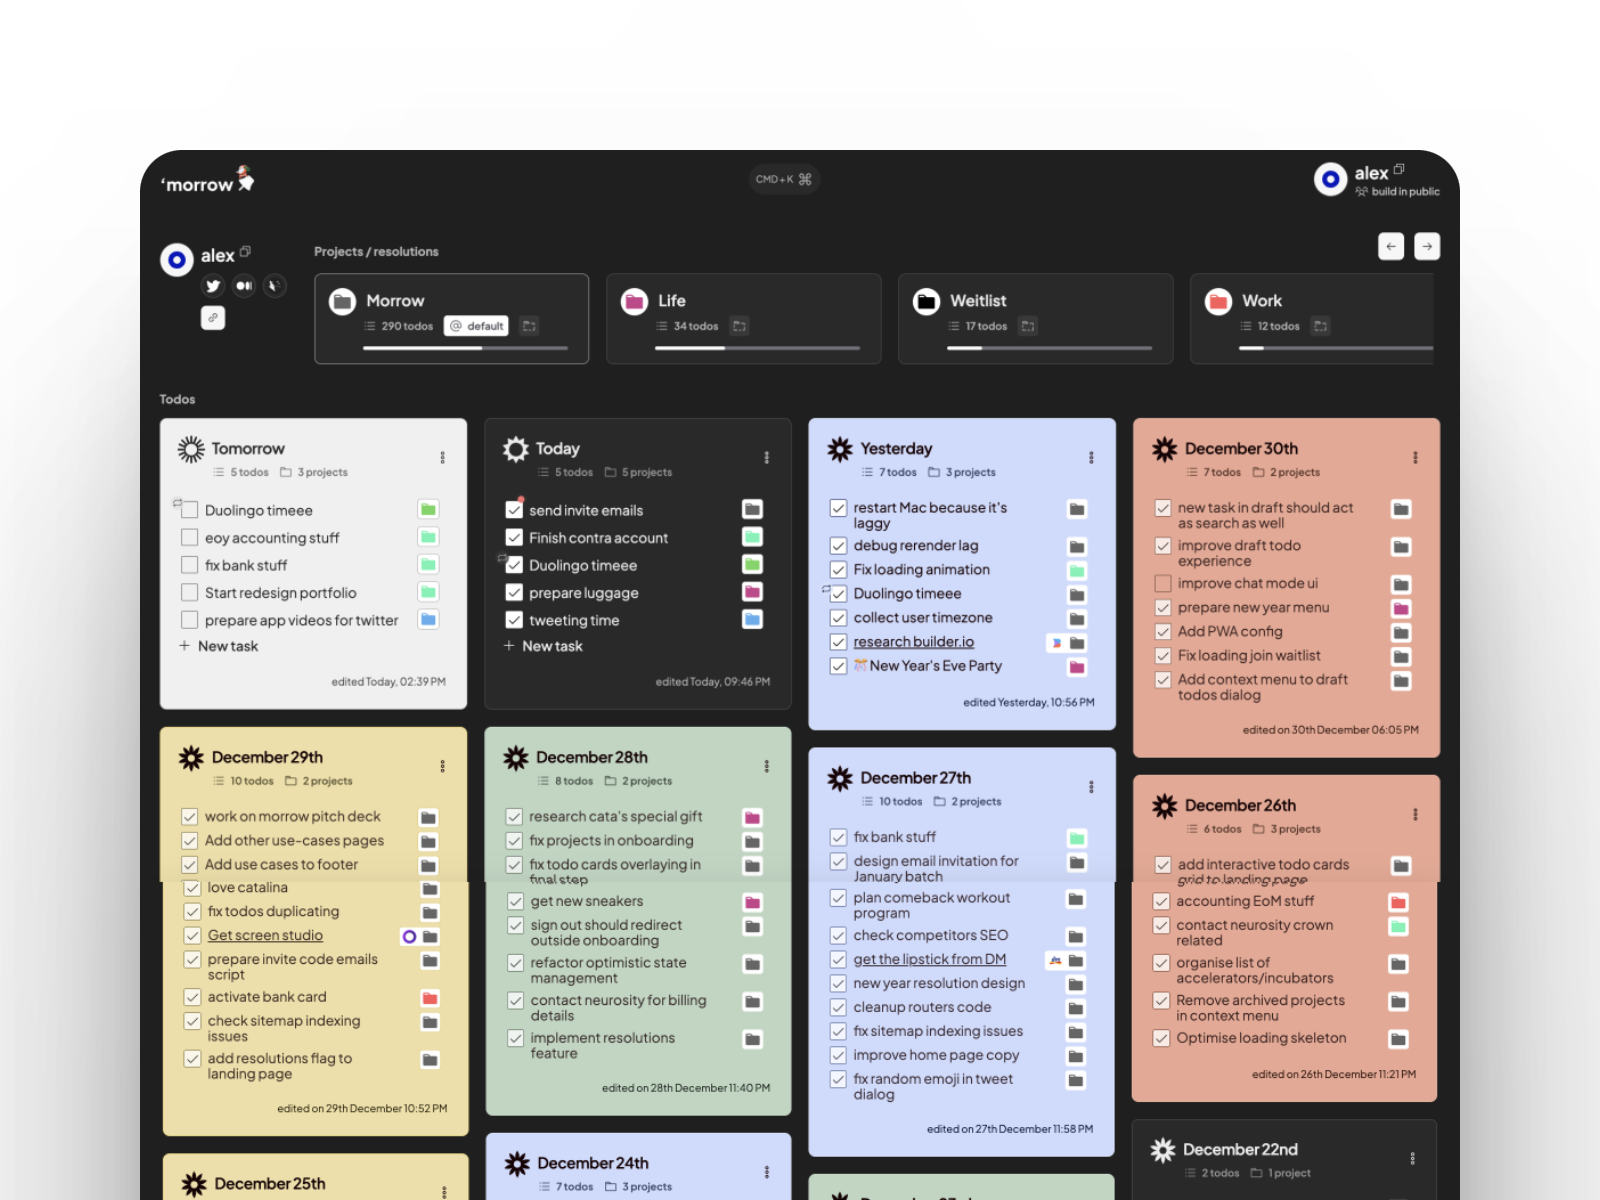 ‘morrow
CMD+K ⌘
alex
build in public
alex
Projects / resolutions
← →
Morrow
290 todos @ default
Life
34 todos
Weitlist
17 todos
Work
12 todos
Todos
Tomorrow
5 todos 3 projects
Duolingo timeee
eoy accounting stuff
fix bank stuff
Start redesign portfolio
prepare app videos for twitter
+ New task
edited Today, 02:39 PM
Today
5 todos 5 projects
send invite emails
Finish contra account
Duolingo timeee
prepare luggage
tweeting time
+ New task
edited Today, 09:46 PM
Yesterday
7 todos 3 projects
restart Mac because it's
laggy
debug rerender lag
Fix loading animation
Duolingo timeee
collect user timezone
research builder.io
New Year's Eve Party
edited Yesterday, 10:56 PM
December 30th
7 todos 2 projects
new task in draft should act
as search as well
improve draft todo
experience
improve chat mode ui
prepare new year menu
Add PWA config
Fix loading join waitlist
Add context menu to draft
todos dialog
edited on 30th December 06:05 PM
December 29th
10 todos 2 projects
work on morrow pitch deck
Add other use-cases pages
Add use cases to footer
love catalina
fix todos duplicating
Get screen studio
prepare invite code emails
script
activate bank card
check sitemap indexing
issues
add resolutions flag to
landing page
edited on 29th December 10:52 PM
December 28th
8 todos 2 projects
research cata's special gift
fix projects in onboarding
fix todo cards overlaying in
final step
get new sneakers
sign out should redirect
outside onboarding
refactor optimistic state
management
contact neurosity for billing
details
implement resolutions
feature
edited on 28th December 11:40 PM
December 27th
10 todos 2 projects
fix bank stuff
design email invitation for
January batch
plan comeback workout
program
check competitors SEO
get the lipstick from DM
new year resolution design
cleanup routers code
fix sitemap indexing issues
improve home page copy
fix random emoji in tweet
dialog
edited on 27th December 11:58 PM
December 26th
6 todos 3 projects
add interactive todo cards
grid to landing page
accounting EoM stuff
contact neurosity crown
related
organise list of
accelerators/incubators
Remove archived projects
in context menu
Optimise loading skeleton
edited on 26th December 11:21 PM
December 25th
December 24th
7 todos 3 projects
December 22nd
2 todos 1 project